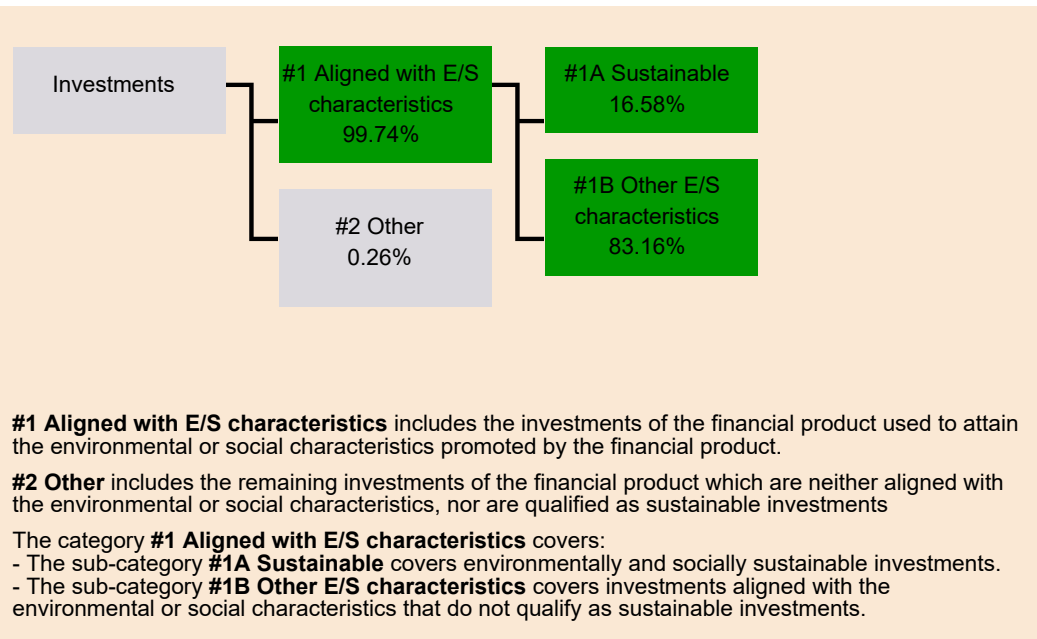 Investments
#1 Aligned with E/S
characteristics
99.74%
#1A Sustainable
16.58%
#1B Other E/S
characteristics
83.16%
#2 Other
0.26%
#1 Aligned with E/S characteristics includes the investments of the financial product used to attain
the environmental or social characteristics promoted by the financial product.
#2 Other includes the remaining investments of the financial product which are neither aligned with
the environmental or social characteristics, nor are qualified as sustainable investments
The category #1 Aligned with E/S characteristics covers:
- The sub-category #1A Sustainable covers environmentally and socially sustainable investments.
- The sub-category #1B Other E/S characteristics covers investments aligned with the
environmental or social characteristics that do not qualify as sustainable investments.